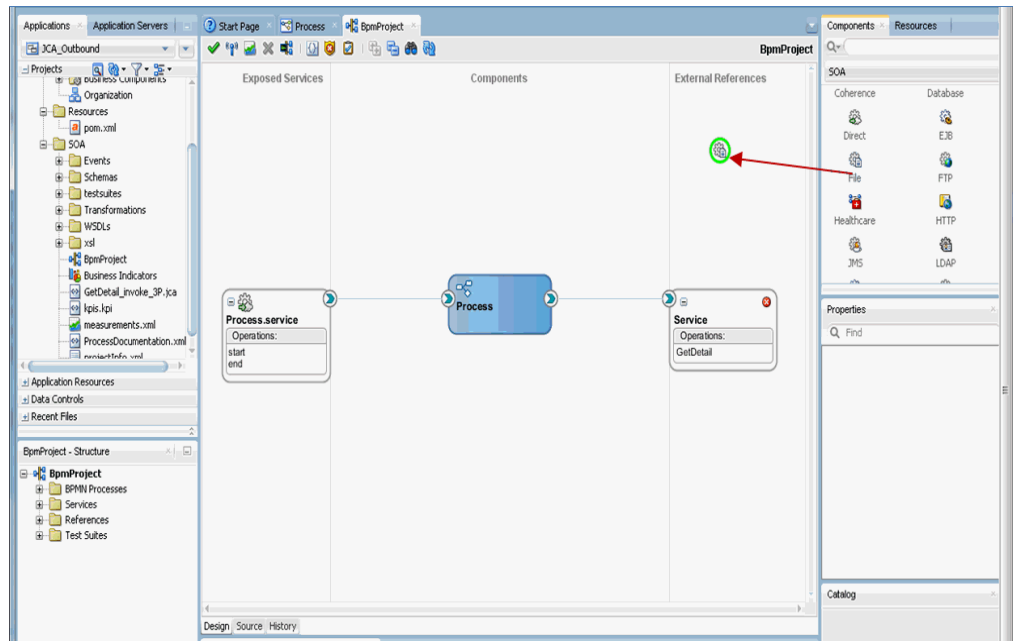 Applications
Application Servers
Start Page
Process
BpmProject
Components
Resources
JCA_Outbound
BpmProject
Projects
Business Components
Organization
Resources
pom.xml
SOA
Events
Schemas
testsuites
Transformations
WSDLs
xsl
BpmProject
Business Indicators
GetDetail_invoke_3P.jca
kpis.kpi
measurements.xml
ProcessDocumentation.xml
projectInfo.xml
Application Resources
Data Controls
Recent Files
BpmProject - Structure
BpmProject
BPMN Processes
Services
References
Test Suites
Exposed Services
Components
External References
Process.service
Operations:
start
end
Process
Service
Operations:
GetDetail
Design
Source
History
SOA
Coherence
Database
Direct
EJB
File
FTP
Healthcare
HTTP
JMS
LDAP
Properties
Find
Catalog